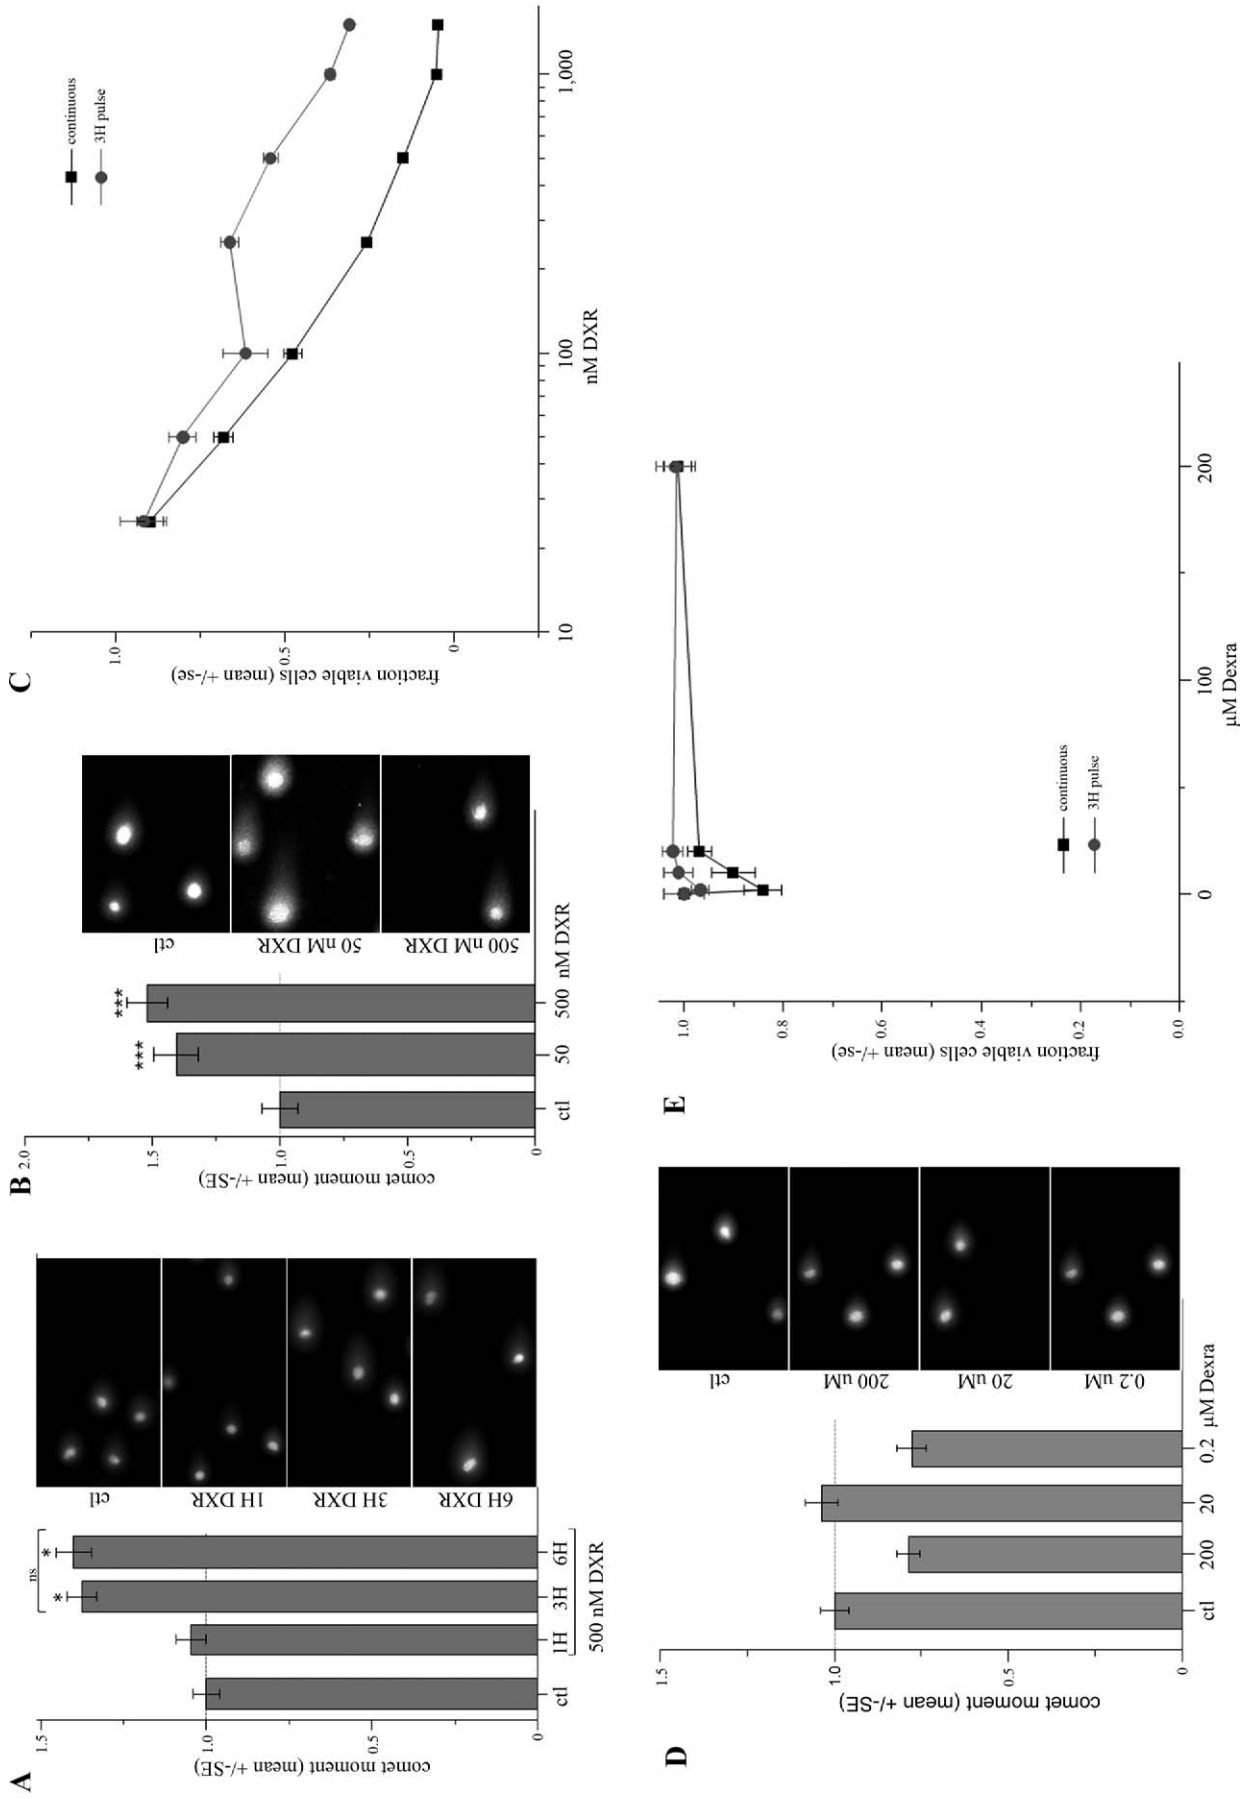 A
1.5
1.0
0.5
0
comet moment (mean +/-SE)
ns
*
*
ctl
1H
3H
6H
500 nM DXR
ctl
1H DXR
3H DXR
6H DXR
B
2.0
1.5
1.0
0.5
0
comet moment (mean +/-SE)
***
***
ctl
50
500
nM DXR
ctl
50 nM DXR
500 nM DXR
C
1.0
0.5
0
fraction viable cells (mean +/-se)
continuous
3H pulse
10
100
1,000
nM DXR
D
1.5
1.0
0.5
0
comet moment (mean +/-SE)
ctl
200
20
0.2
µM Dexra
ctl
200 uM
20 uM
0.2 uM
E
1.0
0.8
0.6
0.4
0.2
0.0
fraction viable cells (mean +/-se)
continuous
3H pulse
0
100
200
µM Dexra